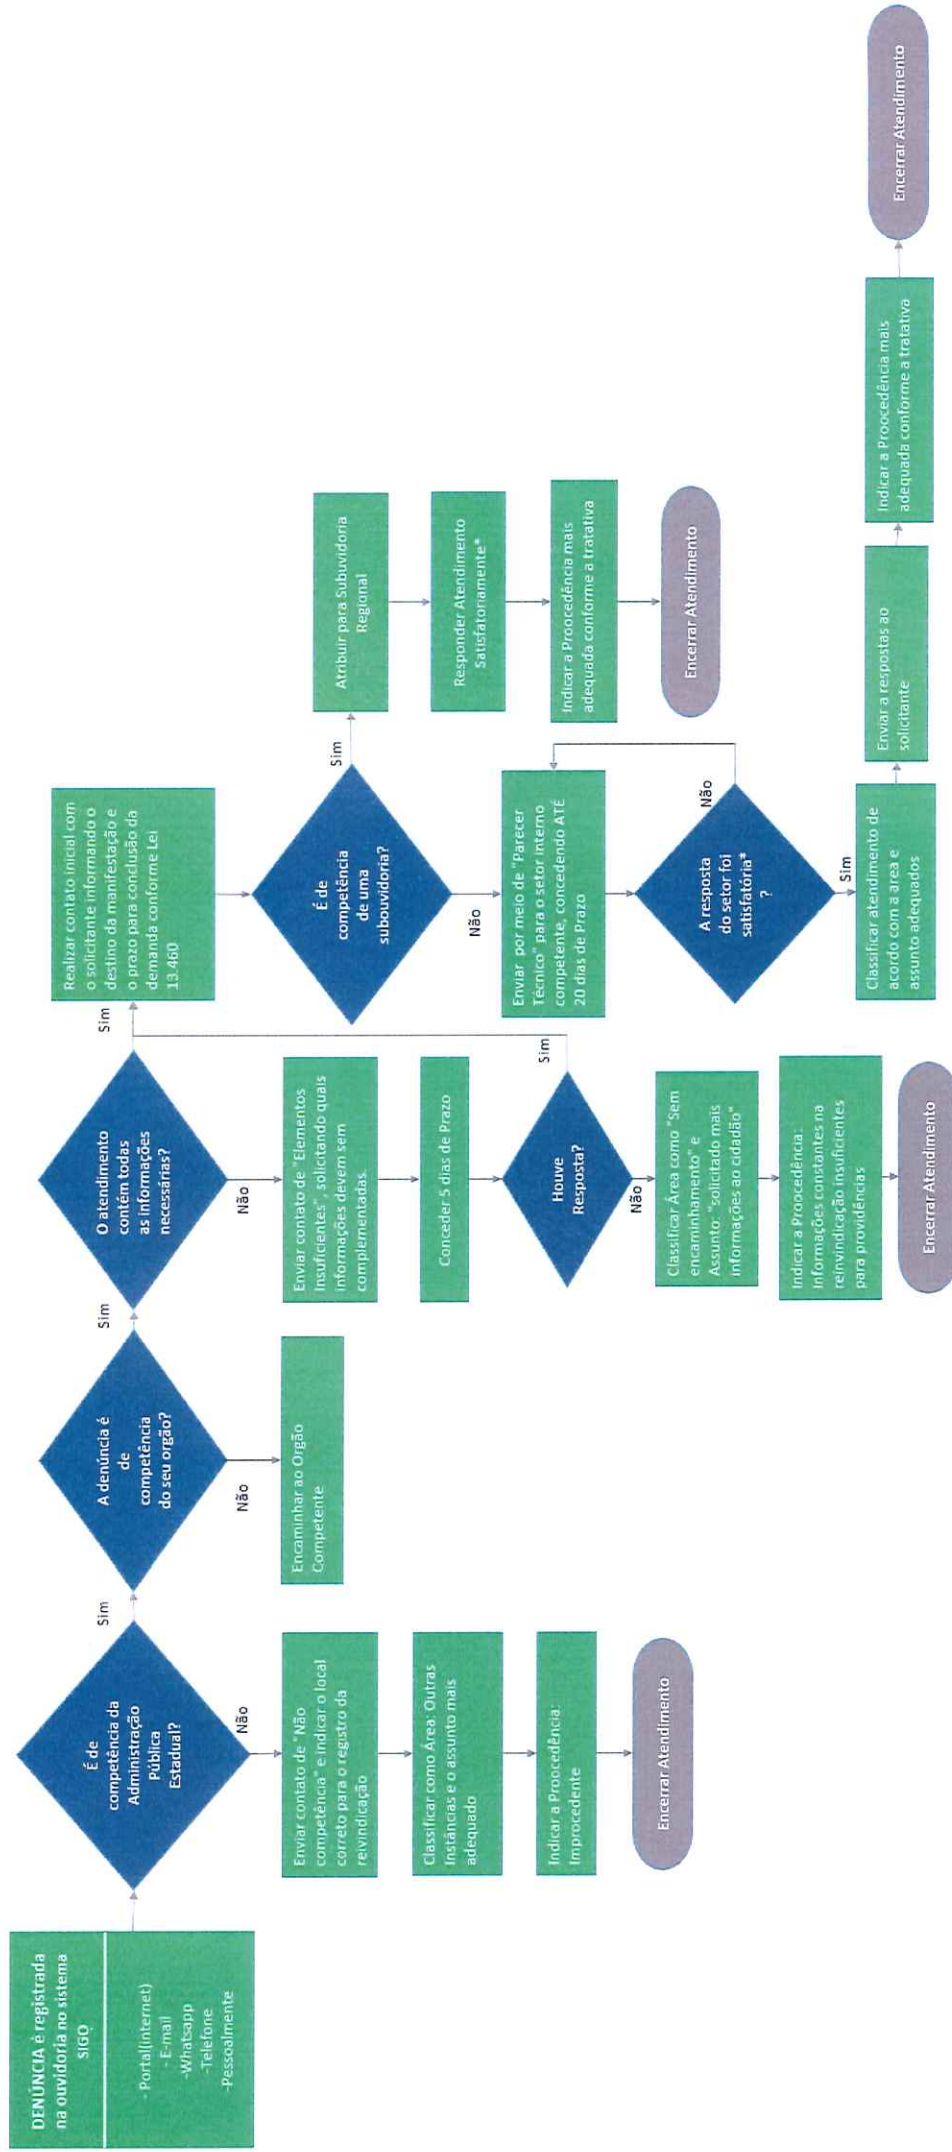 DENÚNCIA é registrada
na ouvidoria no sistema
SIGO
- Portal(internet)
- E-mail
-Whatsapp
-Telefone
-Pessoalmente
É de
competência da
Administração
Pública
Estadual?
Sim
Não
Enviar contato de "Não
competência" e indicar o local
correto para o registro da
reivindicação
Classificar como Área: Outras
Instâncias e o assunto mais
adequado
Indicar a Proocedência:
Improcedente
Encerrar Atendimento
A denúncia é
de
competência
do seu orgão?
Sim
Não
Encaminhar ao Orgão
Competente
O atendimento
contém todas
as informações
necessárias?
Sim
Não
Enviar contato de "Elementos
Insuficientes", solicitando quais
informações devem sem
complementadas.
Conceder 5 dias de Prazo
Houve
Resposta?
Sim
Não
Classificar Área como "Sem
encaminhamento" e
Assunto: "solicitado mais
informações ao cidadão"
Indicar a Proocedência:
Informações constantes na
reinvindicação insuficientes
para providências
Encerrar Atendimento
Realizar contato inicial com
o solicitante informando o
destino da manifestação e
o prazo para conclusão da
demanda conforme Lei
13.460
É de
competência
de uma
subouvidoria?
Sim
Não
Atribuir para Subuvidoria
Regional
Responder Atendimento
Satisfatoriamente*
Indicar a Proocedência mais
adequada conforme a tratativa
Encerrar Atendimento
Enviar por meio de "Parecer
Técnico" para o setor interno
competente, concedendo ATÉ
20 dias de Prazo
A resposta
do setor foi
satisfatória*
?
Não
Sim
Classificar atendimento de
acordo com a area e
assunto adequados
Enviar a respostas ao
solicitante
Indicar a Proocedência mais
adequada conforme a tratativa
Encerrar Atendimento